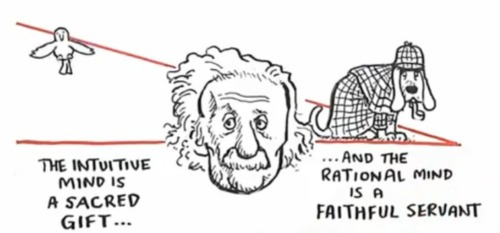 THE INTUITIVE
MIND IS
A SACRED
GIFT...
...AND THE
RATIONAL MIND
IS A
FAITHFUL SERVANT